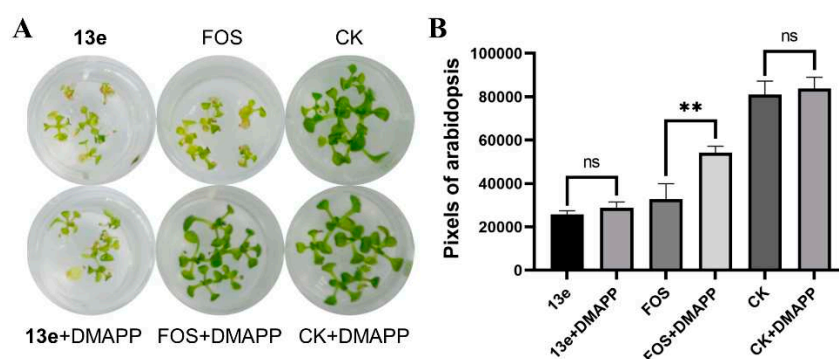 A
13e FOS CK
13e+DMAPP FOS+DMAPP CK+DMAPP
B
Pixels of arabidopsis
100000
80000
60000
40000
20000
0
ns
**
ns
13e
13e+DMAPP
FOS
FOS+DMAPP
CK
CK+DMAPP